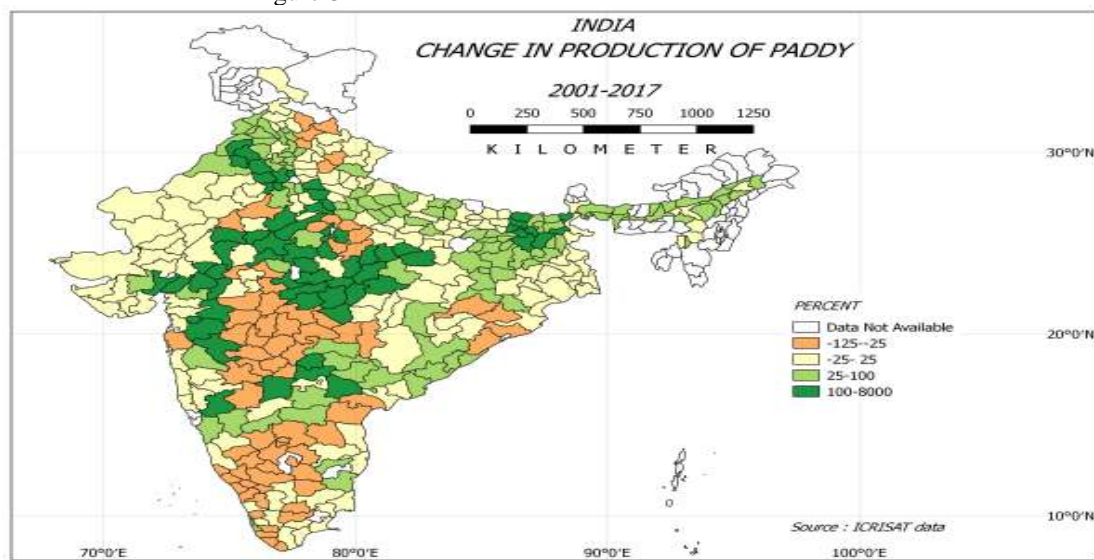 INDIA
CHANGE IN PRODUCTION OF PADDY
2001-2017
0 250 500 750 1000 1250
K I L O M E T E R
30°0'N
PERCENT
Data Not Available
-125--25
-25- 25
25-100
100-8000
20°0'N
10°0'N
Source : ICRISAT data
70°0'E 80°0'E 90°0'E 100°0'E